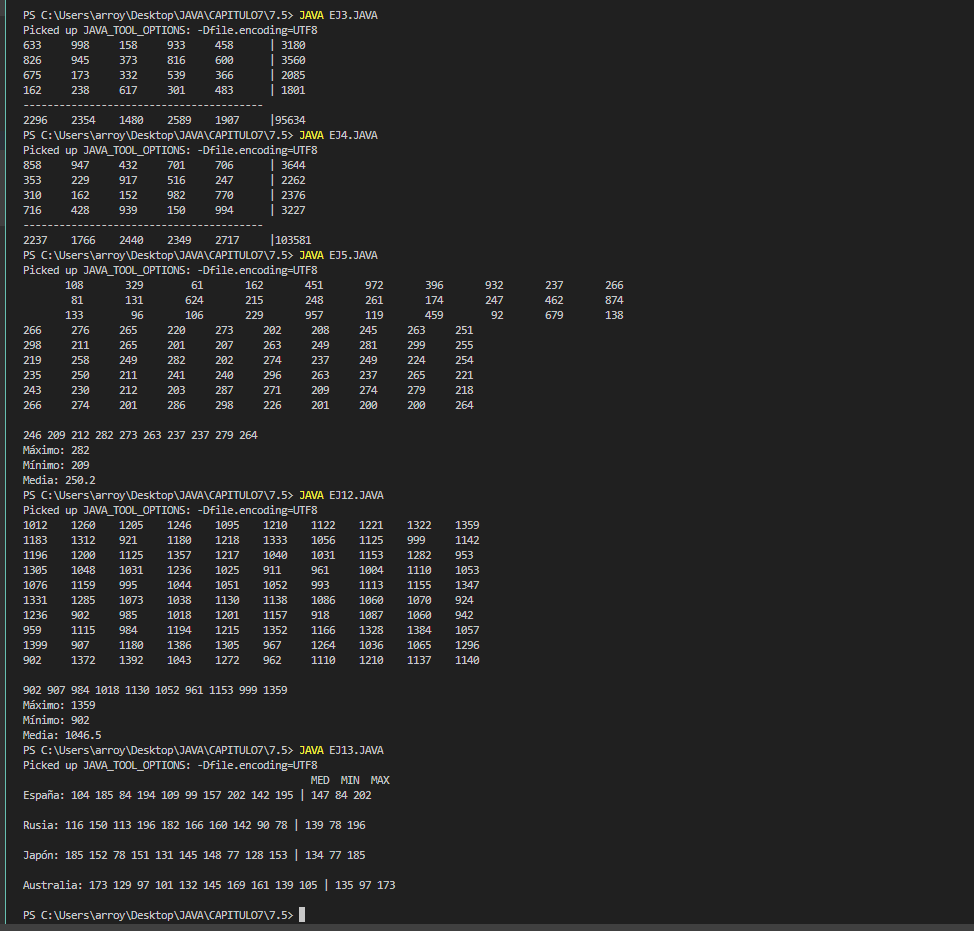 PS C:\Users\arroy\Desktop\JAVA\CAPITULO7\7.5> JAVA EJ3.JAVA
Picked up JAVA_TOOL_OPTIONS: -Dfile.encoding=UTF8
633 998 158 933 458 | 3180
826 945 373 816 600 | 3560
675 173 332 539 366 | 2085
162 238 617 301 483 | 1801
----------------------------------------
2296 2354 1480 2589 1907 |95634
PS C:\Users\arroy\Desktop\JAVA\CAPITULO7\7.5> JAVA EJ4.JAVA
Picked up JAVA_TOOL_OPTIONS: -Dfile.encoding=UTF8
858 947 432 701 706 | 3644
353 229 917 516 247 | 2262
310 162 152 982 770 | 2376
716 428 939 150 994 | 3227
----------------------------------------
2237 1766 2440 2349 2717 |103581
PS C:\Users\arroy\Desktop\JAVA\CAPITULO7\7.5> JAVA EJ5.JAVA
Picked up JAVA_TOOL_OPTIONS: -Dfile.encoding=UTF8
108 329 61 162 451 972 396 932 237 266
81 131 624 215 248 261 174 247 462 874
133 96 106 229 957 119 459 92 679 138
266 276 265 220 273 202 208 245 263 251
298 211 265 201 207 263 249 281 299 255
219 258 249 282 202 274 237 249 224 254
235 250 211 241 240 296 263 237 265 221
243 230 212 203 287 271 209 274 279 218
266 274 201 286 298 226 201 200 200 264
246 209 212 282 273 263 237 237 279 264
Máximo: 282
Mínimo: 209
Media: 250.2
PS C:\Users\arroy\Desktop\JAVA\CAPITULO7\7.5> JAVA EJ12.JAVA
Picked up JAVA_TOOL_OPTIONS: -Dfile.encoding=UTF8
1012 1260 1205 1246 1095 1210 1122 1221 1322 1359
1183 1312 921 1180 1218 1333 1056 1125 999 1142
1196 1200 1125 1357 1217 1040 1031 1153 1282 953
1305 1048 1031 1236 1025 911 961 1004 1110 1053
1076 1159 995 1044 1051 1052 993 1113 1155 1347
1331 1285 1073 1038 1130 1138 1086 1060 1070 924
1236 902 985 1018 1201 1157 918 1087 1060 942
959 1115 984 1194 1215 1352 1166 1328 1384 1057
1399 907 1180 1386 1305 967 1264 1036 1065 1296
902 1372 1392 1043 1272 962 1110 1210 1137 1140
902 907 984 1018 1130 1052 961 1153 999 1359
Máximo: 1359
Mínimo: 902
Media: 1046.5
PS C:\Users\arroy\Desktop\JAVA\CAPITULO7\7.5> JAVA EJ13.JAVA
Picked up JAVA_TOOL_OPTIONS: -Dfile.encoding=UTF8
MED MIN MAX
España: 104 185 84 194 109 99 157 202 142 195 | 147 84 202
Rusia: 116 150 113 196 182 166 160 142 90 78 | 139 78 196
Japón: 185 152 78 151 131 145 148 77 128 153 | 134 77 185
Australia: 173 129 97 101 132 145 169 161 139 105 | 135 97 173
PS C:\Users\arroy\Desktop\JAVA\CAPITULO7\7.5>